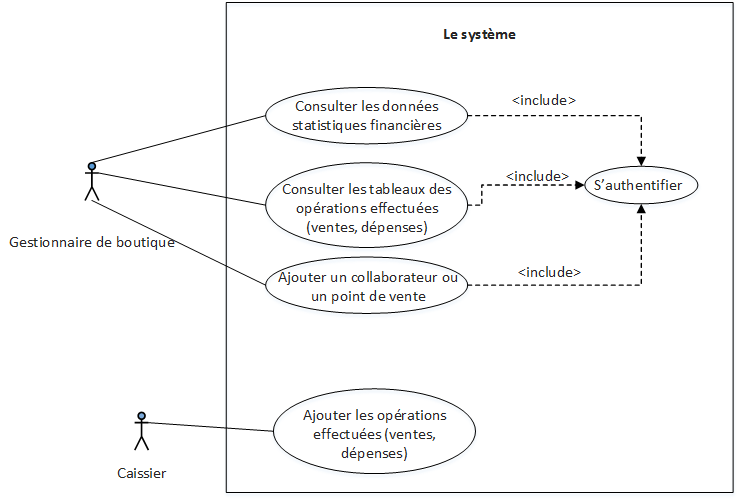 Le système
Consulter les données
statistiques financières
<include>
Consulter les tableaux des
opérations effectuées
(ventes, dépenses)
<include>
S’authentifier
Gestionnaire de boutique
Ajouter un collaborateur ou
un point de vente
<include>
Ajouter les opérations
effectuées (ventes,
dépenses)
Caissier